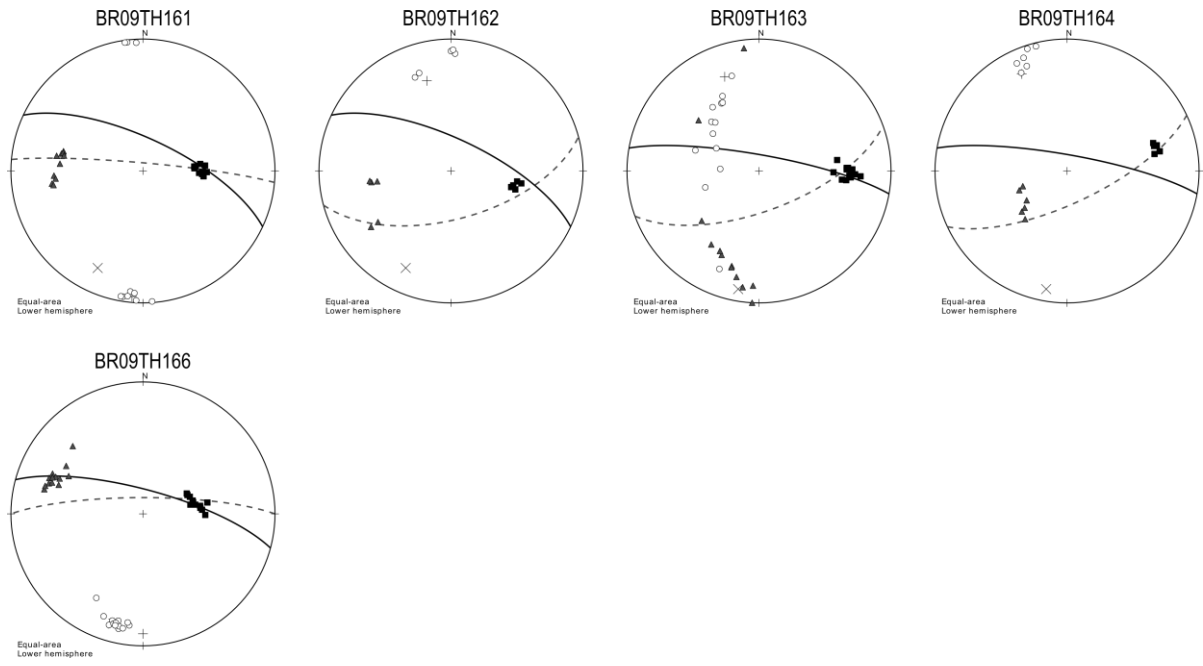 BR09TH161
N
Equal-area
Lower hemisphere
BR09TH162
N
Equal-area
Lower hemisphere
BR09TH163
N
Equal-area
Lower hemisphere
BR09TH164
N
Equal-area
Lower hemisphere
BR09TH166
N
Equal-area
Lower hemisphere